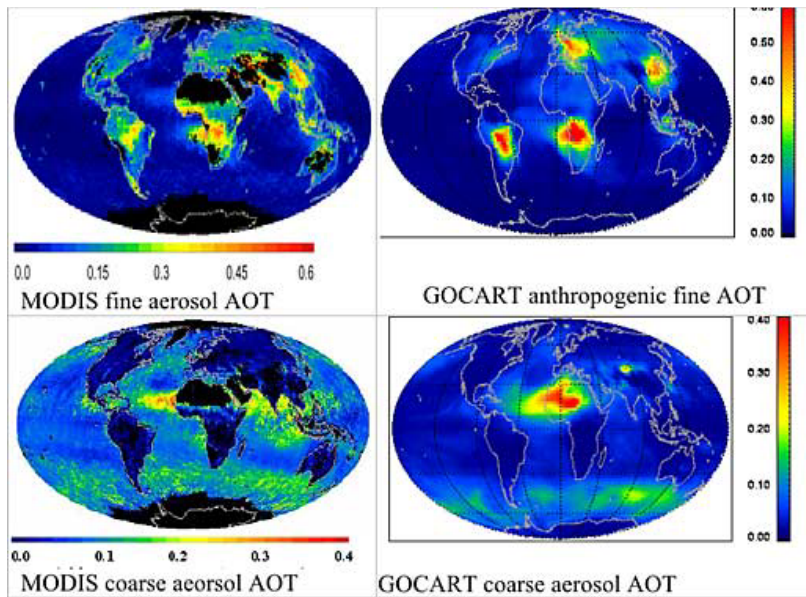 0.60
0.50
0.40
0.30
0.20
0.10
0.00
0.0 0.15 0.3 0.45 0.6
MODIS fine aerosol AOT
GOCART anthropogenic fine AOT
0.40
0.30
0.20
0.10
0.00
0.0 0.1 0.2 0.3 0.4
MODIS coarse aeorsol AOT
GOCART coarse aerosol AOT